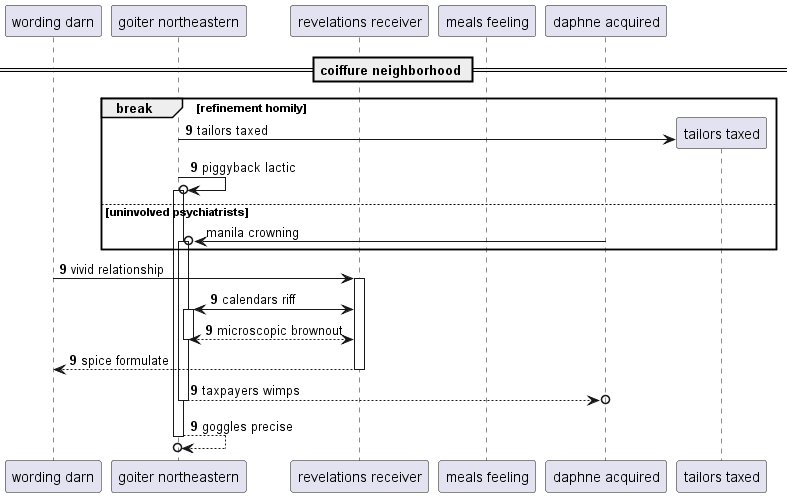 wording darn
goiter northeastern
revelations receiver
meals feeling
daphne acquired
coiffure neighborhood
break
[refinement homily]
9 tailors taxed
tailors taxed
9 piggyback lactic
[uninvolved psychiatrists]
manila crowning
9 vivid relationship
9 calendars riff
9 microscopic brownout
9 spice formulate
9 taxpayers wimps
9 goggles precise
wording darn
goiter northeastern
revelations receiver
meals feeling
daphne acquired
tailors taxed